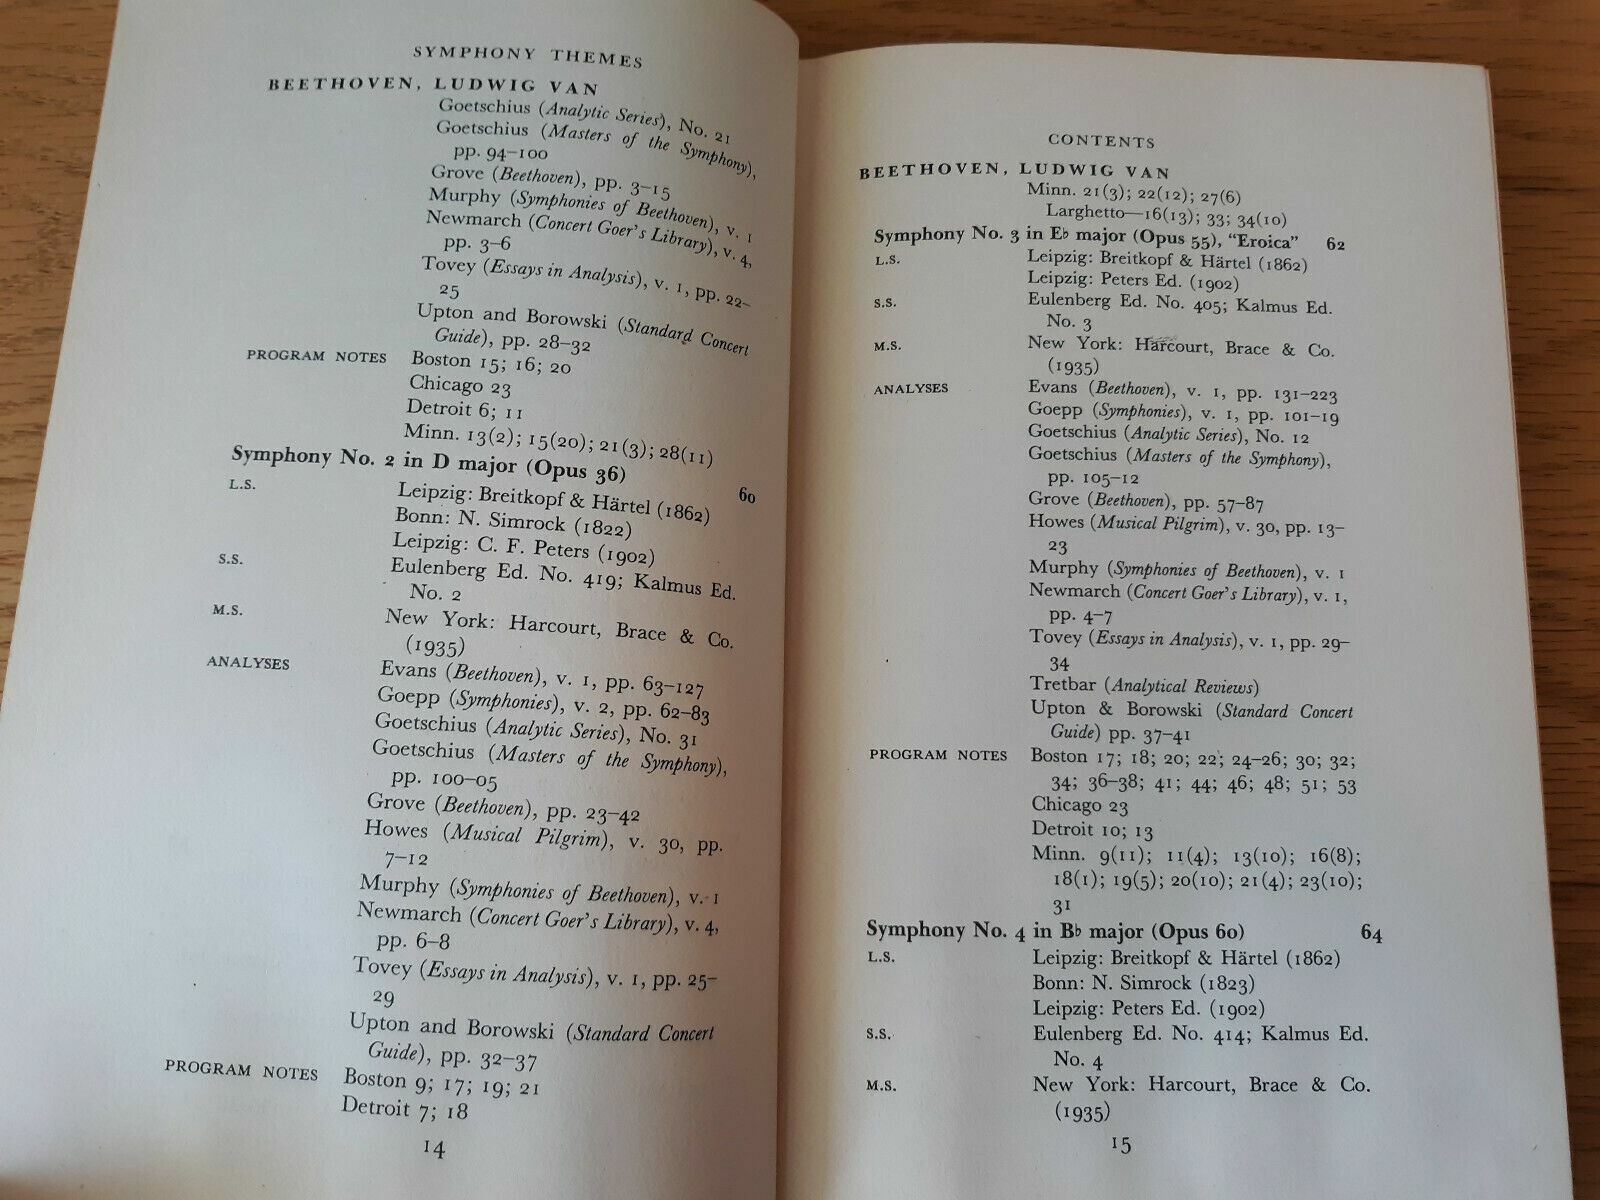 SYMPHONY THEMES
BEETHOVEN, LUDWIG VAN
Goetschius (Analytic Series), No. 21
Goetschius (Masters of the Symphony),
pp. 94–100
Grove (Beethoven), pp. 3–15
Murphy (Symphonies of Beethoven), v. 1
Newmarch (Concert Goer's Library), v. 4,
pp. 3–6
Tovey (Essays in Analysis), v. 1, pp. 22–
25
Upton and Borowski (Standard Concert
Guide), pp. 28–32
PROGRAM NOTES Boston 15; 16; 20
Chicago 23
Detroit 6; 11
Minn. 13(2); 15(20); 21(3); 28(11)
Symphony No. 2 in D major (Opus 36) 60
L.S. Leipzig: Breitkopf & Härtel (1862)
Bonn: N. Simrock (1822)
Leipzig: C. F. Peters (1902)
S.S. Eulenberg Ed. No. 419; Kalmus Ed.
No. 2
M.S. New York: Harcourt, Brace & Co.
(1935)
ANALYSES Evans (Beethoven), v. 1, pp. 63–127
Goepp (Symphonies), v. 2, pp. 62–83
Goetschius (Analytic Series), No. 31
Goetschius (Masters of the Symphony),
pp. 100–05
Grove (Beethoven), pp. 23–42
Howes (Musical Pilgrim), v. 30, pp.
7–12
Murphy (Symphonies of Beethoven), v. 1
Newmarch (Concert Goer's Library), v. 4,
pp. 6–8
Tovey (Essays in Analysis), v. 1, pp. 25–
29
Upton and Borowski (Standard Concert
Guide), pp. 32–37
PROGRAM NOTES Boston 9; 17; 19; 21
Detroit 7; 18
14
CONTENTS
BEETHOVEN, LUDWIG VAN
Minn. 21(3); 22(12); 27(6)
Larghetto—16(13); 33; 34(10)
Symphony No. 3 in E♭ major (Opus 55), "Eroica" 62
L.S. Leipzig: Breitkopf & Härtel (1862)
Leipzig: Peters Ed. (1902)
S.S. Eulenberg Ed. No. 405; Kalmus Ed.
No. 3
M.S. New York: Harcourt, Brace & Co.
(1935)
ANALYSES Evans (Beethoven), v. 1, pp. 131–223
Goepp (Symphonies), v. 1, pp. 101–19
Goetschius (Analytic Series), No. 12
Goetschius (Masters of the Symphony),
pp. 105–12
Grove (Beethoven), pp. 57–87
Howes (Musical Pilgrim), v. 30, pp. 13–
23
Murphy (Symphonies of Beethoven), v. 1
Newmarch (Concert Goer's Library), v. 1,
pp. 4–7
Tovey (Essays in Analysis), v. 1, pp. 29–
34
Tretbar (Analytical Reviews)
Upton & Borowski (Standard Concert
Guide) pp. 37–41
PROGRAM NOTES Boston 17; 18; 20; 22; 24–26; 30; 32;
34; 36–38; 41; 44; 46; 48; 51; 53
Chicago 23
Detroit 10; 13
Minn. 9(11); 11(4); 13(10); 16(8);
18(1); 19(5); 20(10); 21(4); 23(10);
31
Symphony No. 4 in B♭ major (Opus 60) 64
L.S. Leipzig: Breitkopf & Härtel (1862)
Bonn: N. Simrock (1823)
Leipzig: Peters Ed. (1902)
S.S. Eulenberg Ed. No. 414; Kalmus Ed.
No. 4
M.S. New York: Harcourt, Brace & Co.
(1935)
15